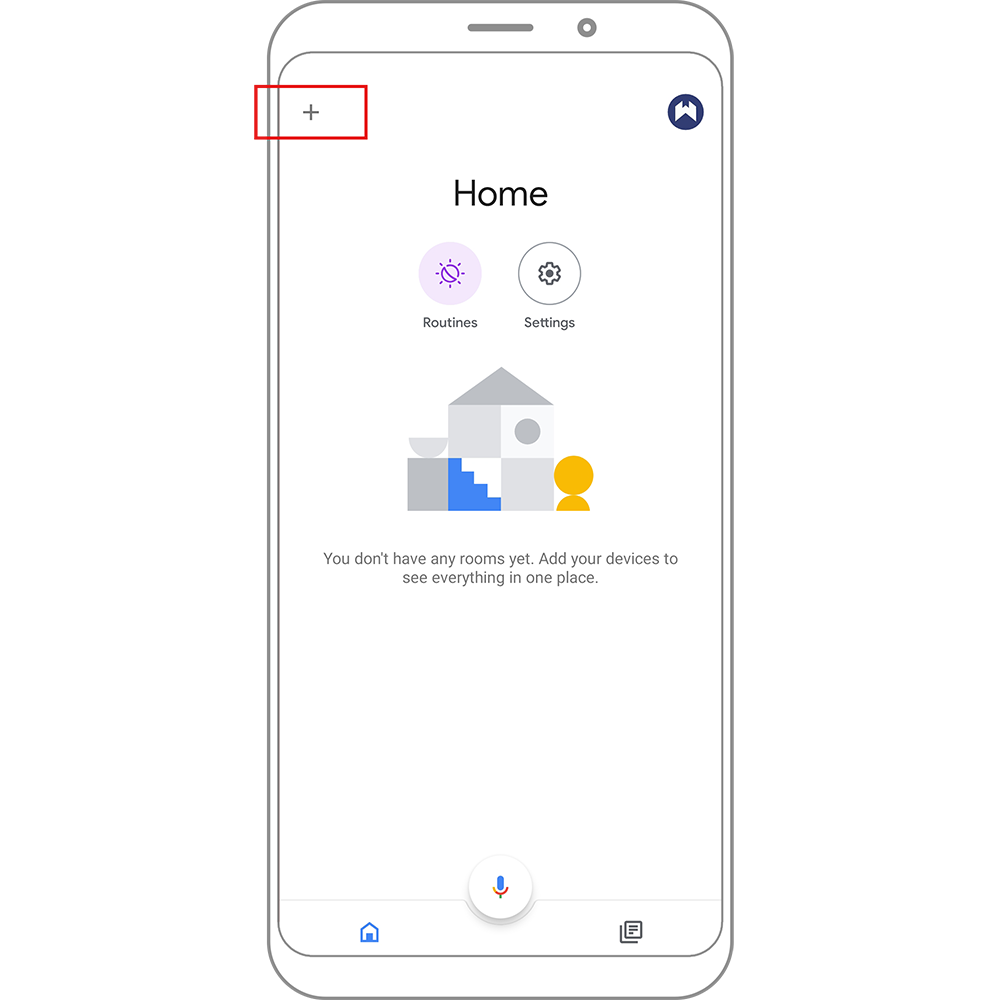 +
Home
Routines
Settings
You don't have any rooms yet. Add your devices to
see everything in one place.